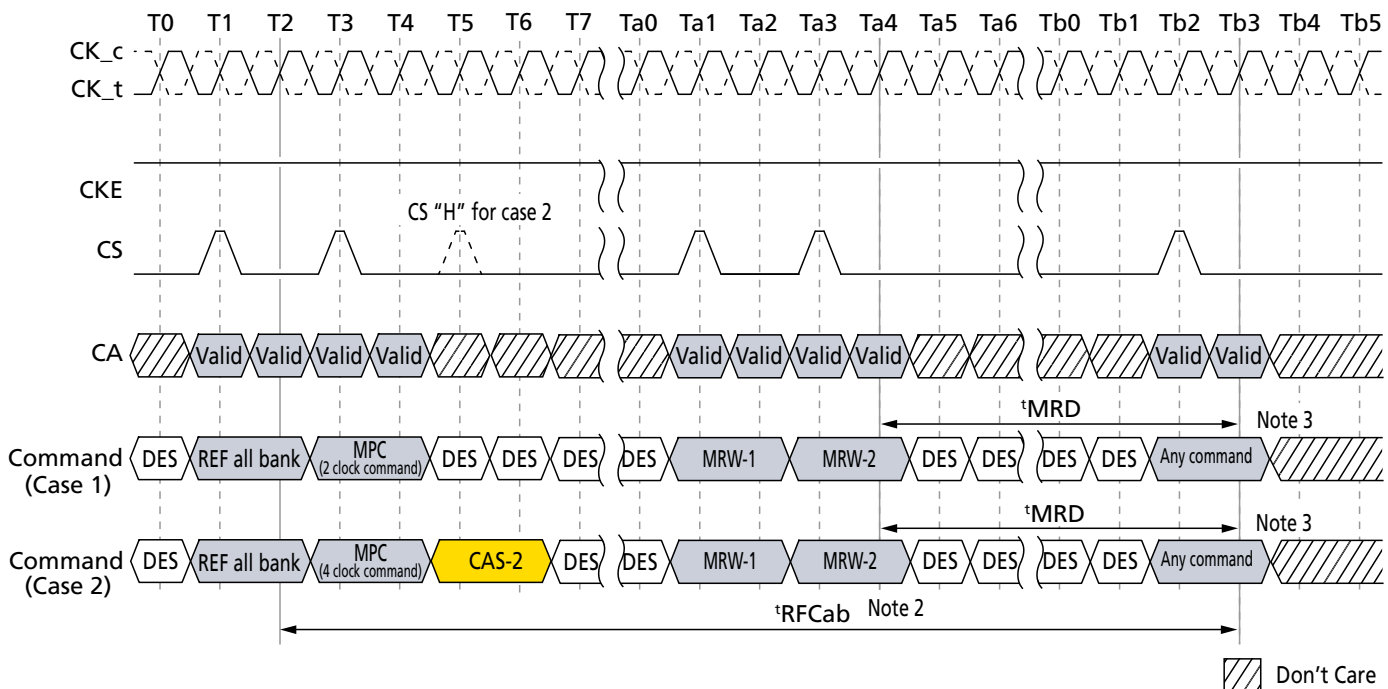 T0 T1 T2 T3 T4 T5 T6 T7 Ta0 Ta1 Ta2 Ta3 Ta4 Ta5 Ta6 Tb0 Tb1 Tb2 Tb3 Tb4 Tb5
CK_c
CK_t
CKE
CS "H" for case 2
CS
CA Valid Valid Valid Valid Valid Valid Valid Valid Valid Valid
tMRD Note 3
Command (Case 1)
DES REF all bank MPC (2 clock command) DES DES DES DES MRW-1 MRW-2 DES DES DES DES Any command
tMRD Note 3
Command (Case 2)
DES REF all bank MPC (4 clock command) CAS-2 DES DES MRW-1 MRW-2 DES DES DES DES Any command
tRFCab Note 2
Don't Care